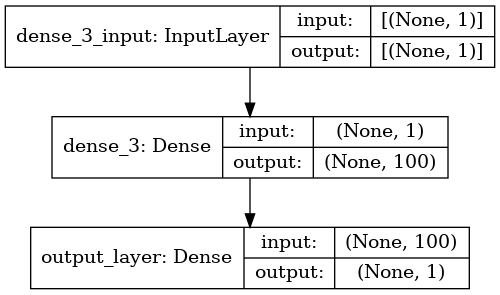 dense_3_input: InputLayer
input:
[(None, 1)]
output:
[(None, 1)]
dense_3: Dense
input:
(None, 1)
output:
(None, 100)
output_layer: Dense
input:
(None, 100)
output:
(None, 1)